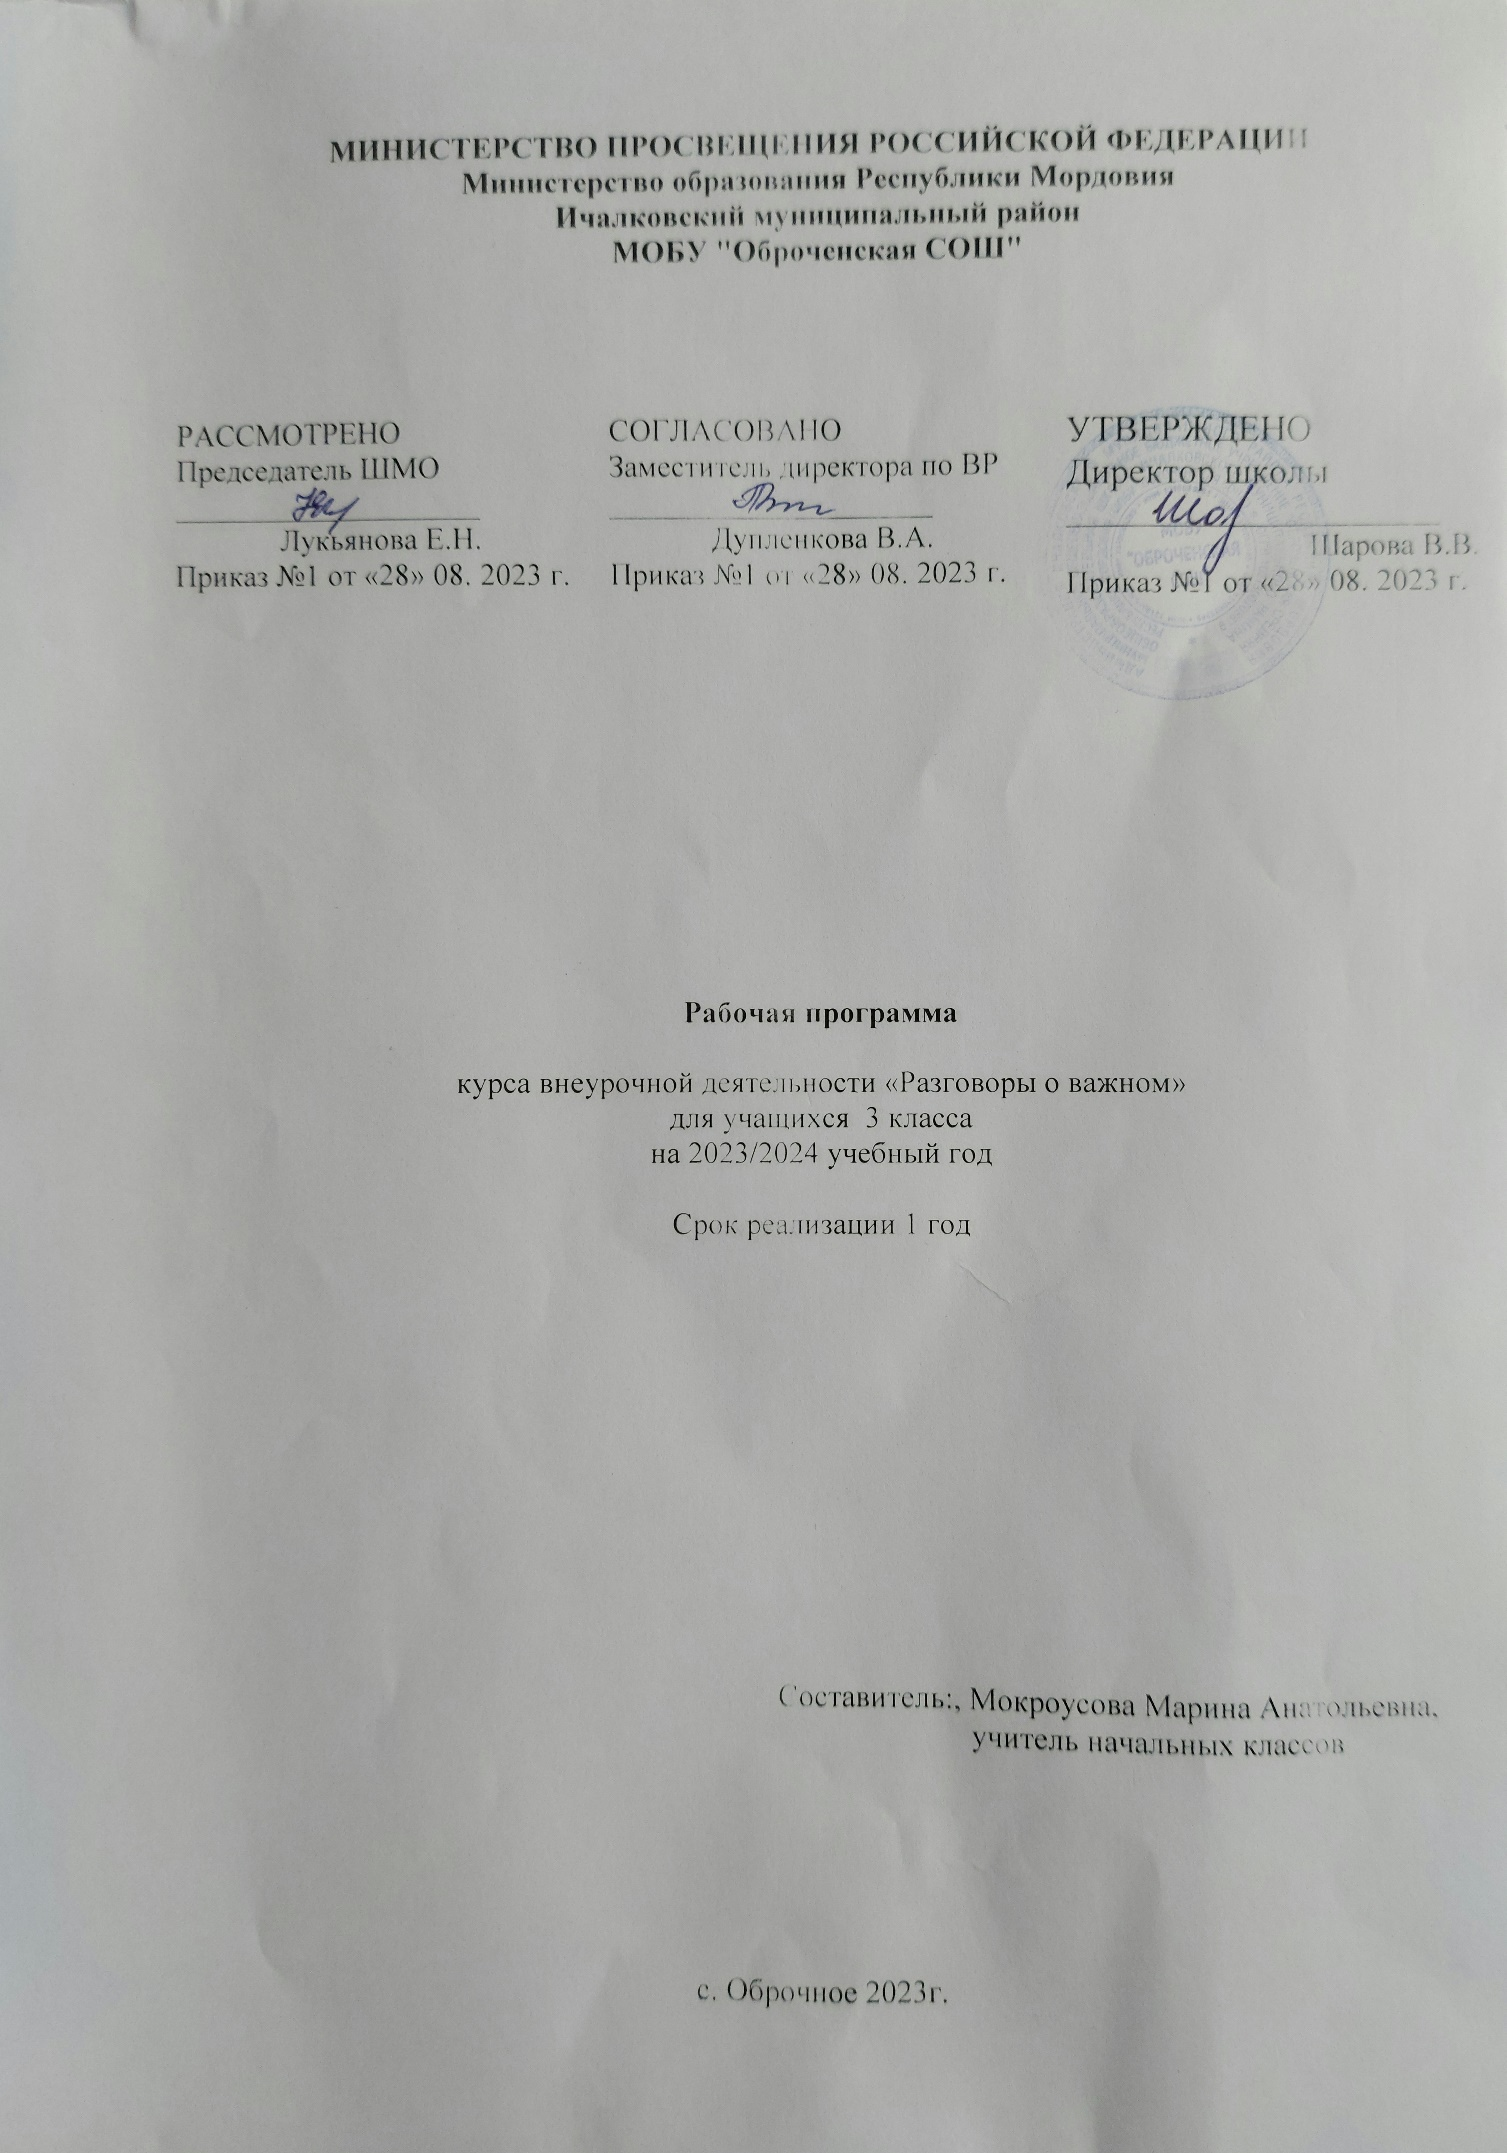 МИНИСТЕРСТВО ПРОСВЕЩЕНИЯ РОССИЙСКОЙ ФЕДЕРАЦИИ
Министерство образования Республики Мордовия
Ичалковский муниципальный район
МОБУ "Оброченская СОШ"
РАССМОТРЕНО
Председатель ШМО
Лукьянова Е.Н.
Приказ №1 от «28» 08. 2023 г.
СОГЛАСОВАНО
Заместитель директора по ВР
Дупленкова В.А.
Приказ №1 от «28» 08. 2023 г.
УТВЕРЖДЕНО
Директор школы
Шарова В.В.
Приказ №1 от «28» 08. 2023 г.
Рабочая программа
курса внеурочной деятельности «Разговоры о важном»
для учащихся 3 класса
на 2023/2024 учебный год
Срок реализации 1 год
Составитель:, Мокроусова Марина Анатольевна,
учитель начальных классов
с. Оброчное 2023г.